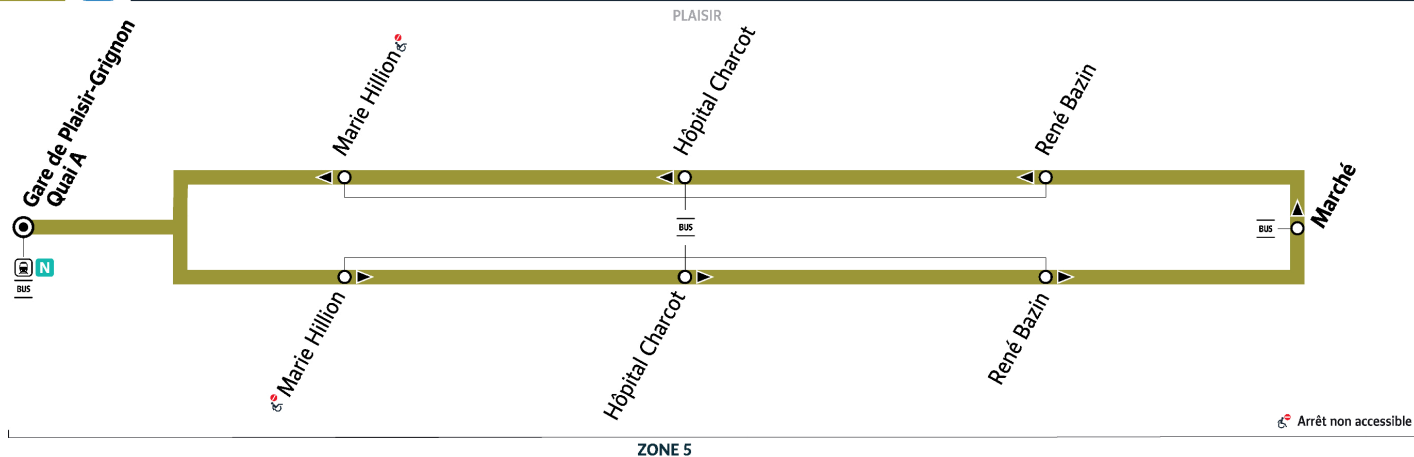 PLAISIR
Gare de Plaisir-Grignon
Quai A
Marie Hillion
Hôpital Charcot
René Bazin
Marché
N
BUS
BUS
BUS
Marie Hillion
Hôpital Charcot
René Bazin
Arrêt non accessible
ZONE 5